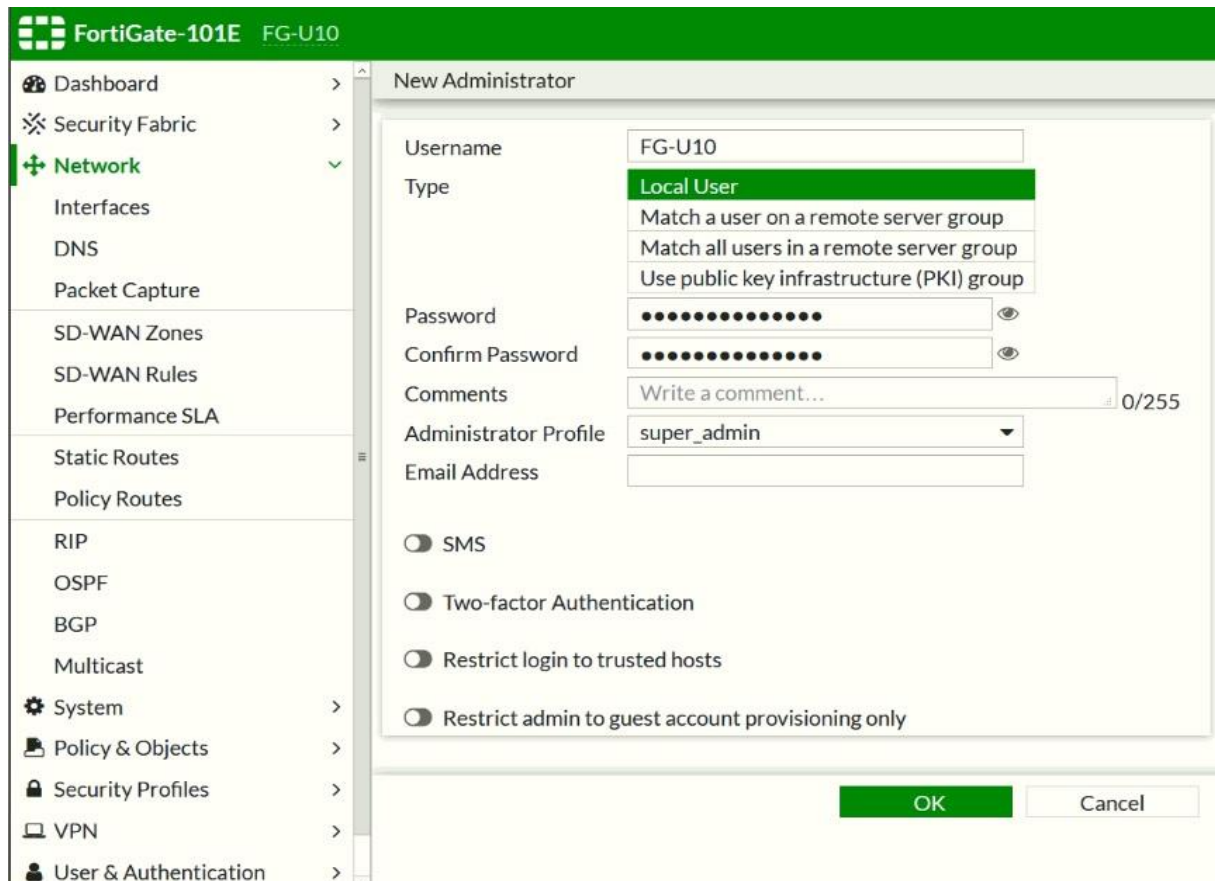 FortiGate-101E FG-U10
Dashboard
Security Fabric
Network
Interfaces
DNS
Packet Capture
SD-WAN Zones
SD-WAN Rules
Performance SLA
Static Routes
Policy Routes
RIP
OSPF
BGP
Multicast
System
Policy & Objects
Security Profiles
VPN
User & Authentication
New Administrator
Username FG-U10
Type Local User
Match a user on a remote server group
Match all users in a remote server group
Use public key infrastructure (PKI) group
Password ••••••••••••••
Confirm Password ••••••••••••••
Comments Write a comment... 0/255
Administrator Profile super_admin
Email Address
SMS
Two-factor Authentication
Restrict login to trusted hosts
Restrict admin to guest account provisioning only
OK Cancel